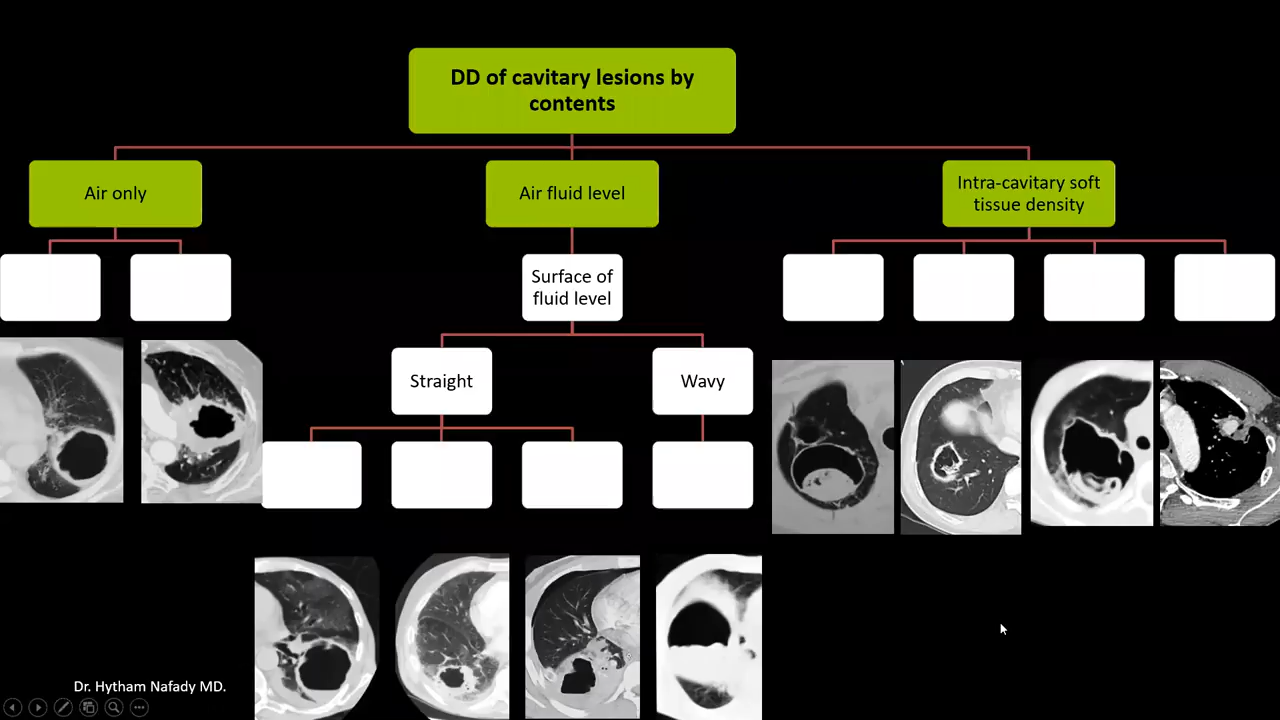 DD of cavitary lesions by
contents
Air only
Air fluid level
Intra-cavitary soft
tissue density
Surface of
fluid level
Straight
Wavy
Dr. Hytham Nafady MD.